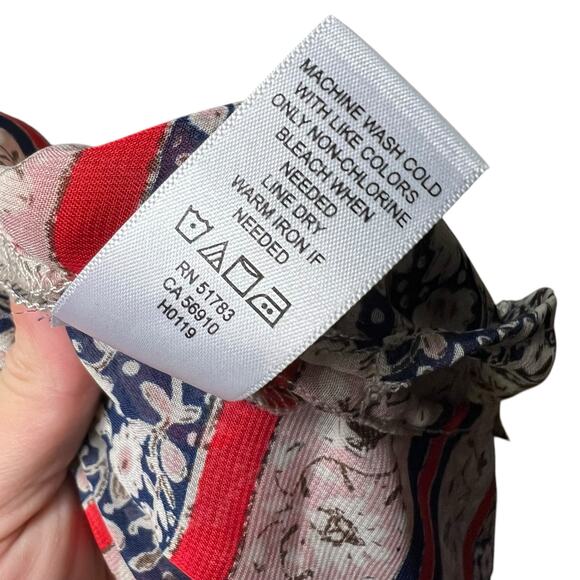 MACHINE WASH COLD
WITH LIKE COLORS
ONLY NON-CHLORINE
BLEACH WHEN
NEEDED
LINE DRY
WARM IRON IF
NEEDED
RN 51783
CA 56910
H0119